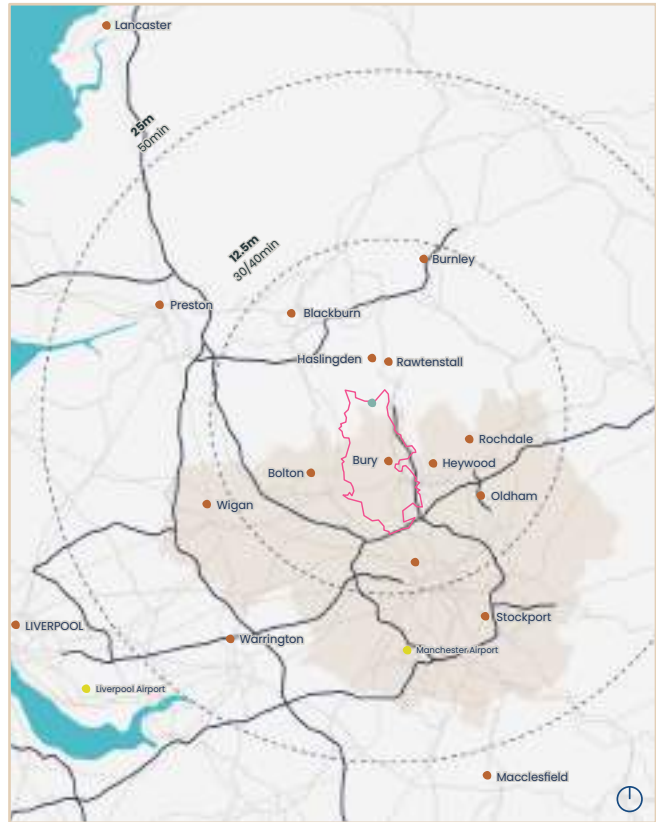 Lancaster
25m
50min
12.5m
30/40min
Burnley
Preston
Blackburn
Haslingden
Rawtenstall
Rochdale
Bury
Heywood
Bolton
Oldham
Wigan
Stockport
LIVERPOOL
Warrington
Manchester Airport
Liverpool Airport
Macclesfield